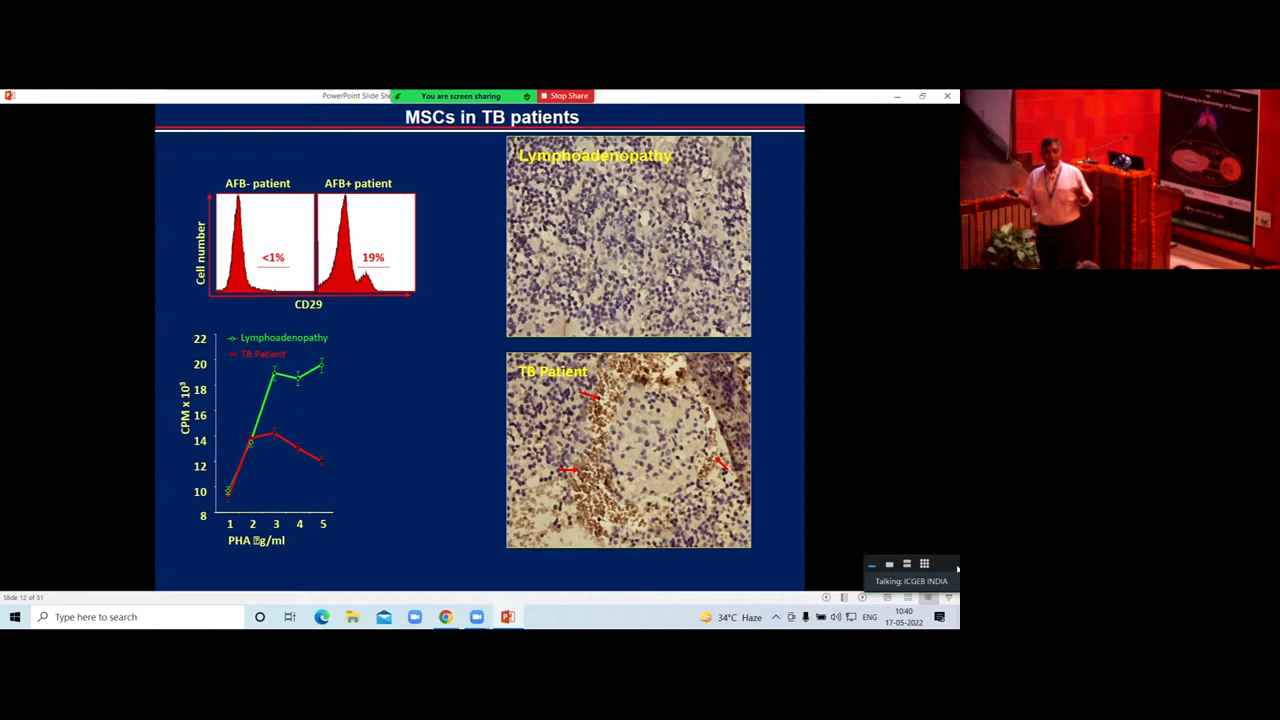 PowerPoint Slide Sh
You are screen sharing
Stop Share
MSCs in TB patients
AFB- patient
AFB+ patient
Cell number
<1%
19%
CD29
Lymphoadenopathy
TB Patient
CPM x 10³
22
20
18
16
14
12
10
8
1 2 3 4 5
PHA g/ml
Lymphoadenopathy
TB Patient
Talking: ICGEB INDIA
Slide 12 of 51
Type here to search
34°C Haze
ENG
10:40
17-05-2022